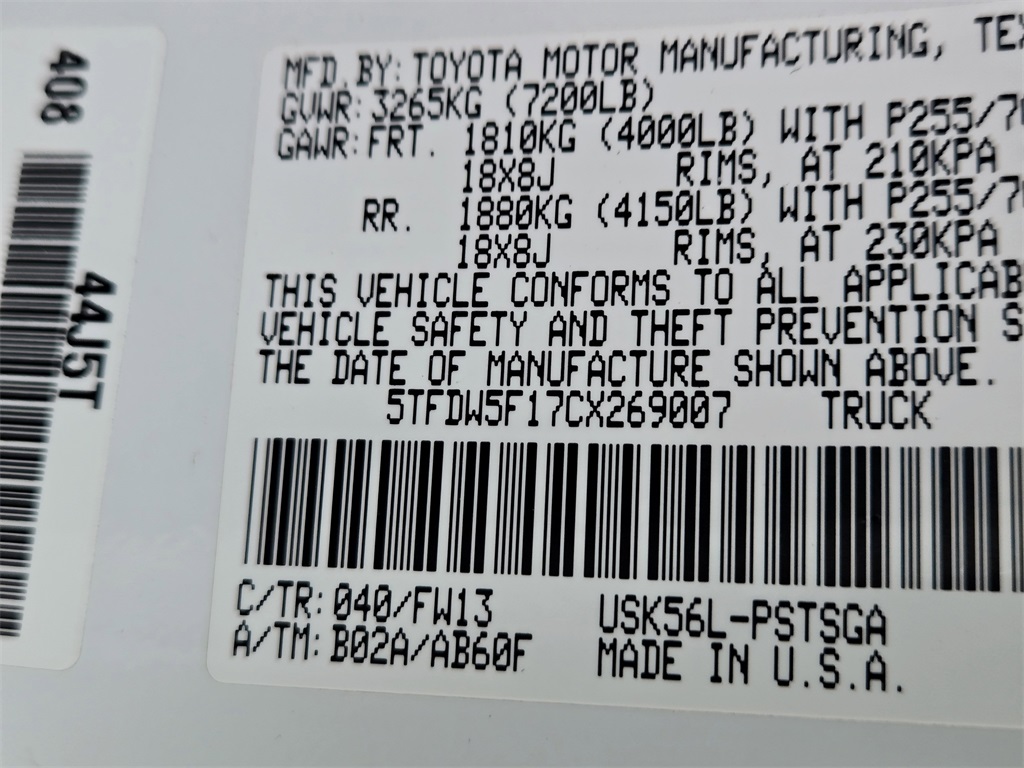 408
44J5T
MFD. BY: TOYOTA MOTOR MANUFACTURING, TEX
GVWR: 3265KG (7200LB)
GAWR: FRT. 1810KG (4000LB) WITH P255/7
18X8J RIMS, AT 210KPA
RR. 1880KG (4150LB) WITH P255/7
18X8J RIMS, AT 230KPA
THIS VEHICLE CONFORMS TO ALL APPLICAB
VEHICLE SAFETY AND THEFT PREVENTION S
THE DATE OF MANUFACTURE SHOWN ABOVE.
5TFDW5F17CX269007 TRUCK
C/TR: 040/FW13 USK56L-PSTSGA
A/TM: B02A/AB60F MADE IN U.S.A.